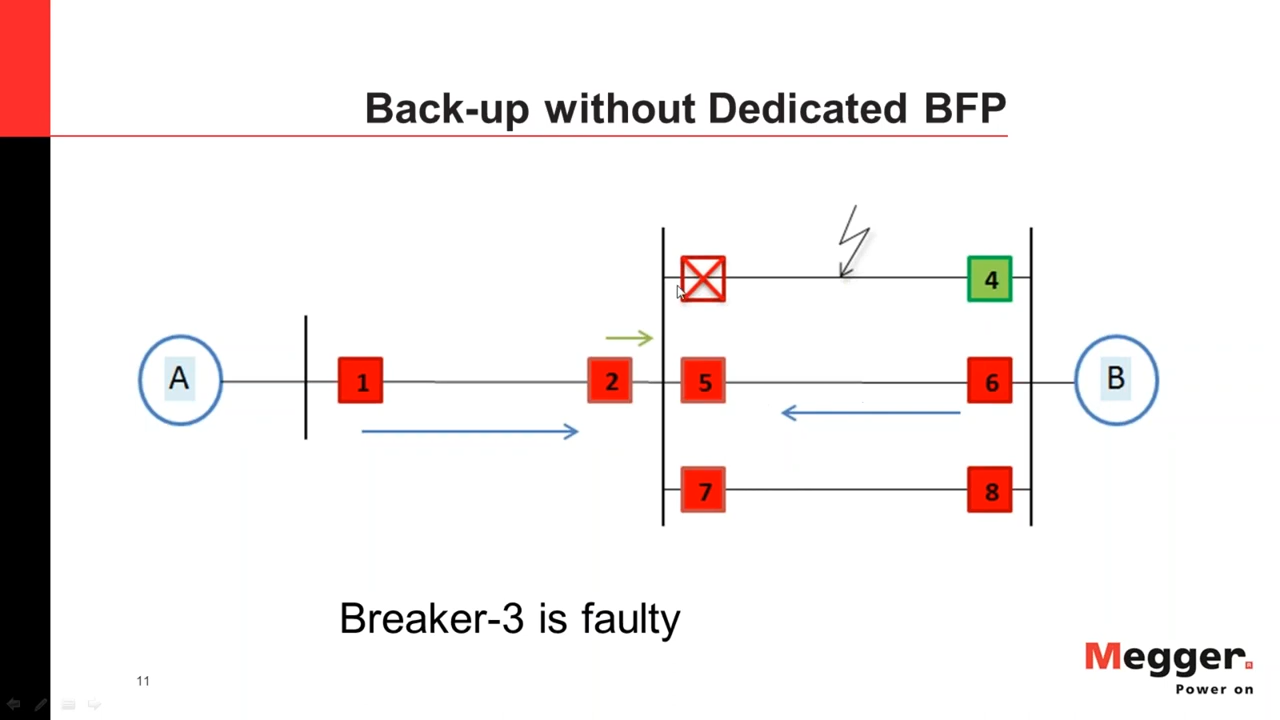 Back-up without Dedicated BFP
4
A
1
2
5
6
B
7
8
Breaker-3 is faulty
11
Megger.
Power on